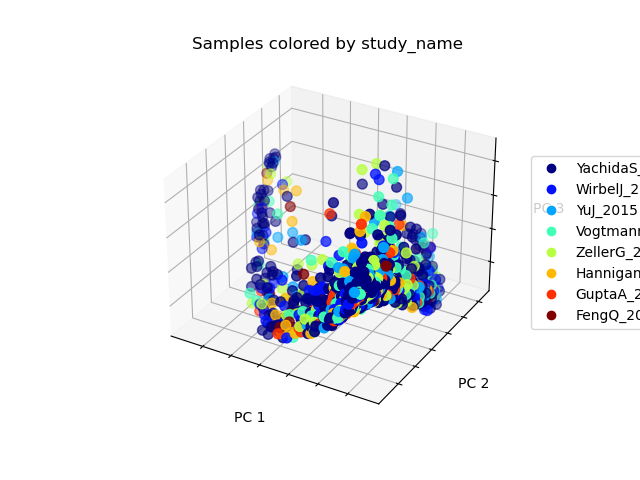 Samples colored by study_name
YachidaS_
WirbelJ_2
YuJ_2015
Vogtmann
ZellerG_2
Hannigan
GuptaA_2
FengQ_20
PC 3
PC 2
PC 1